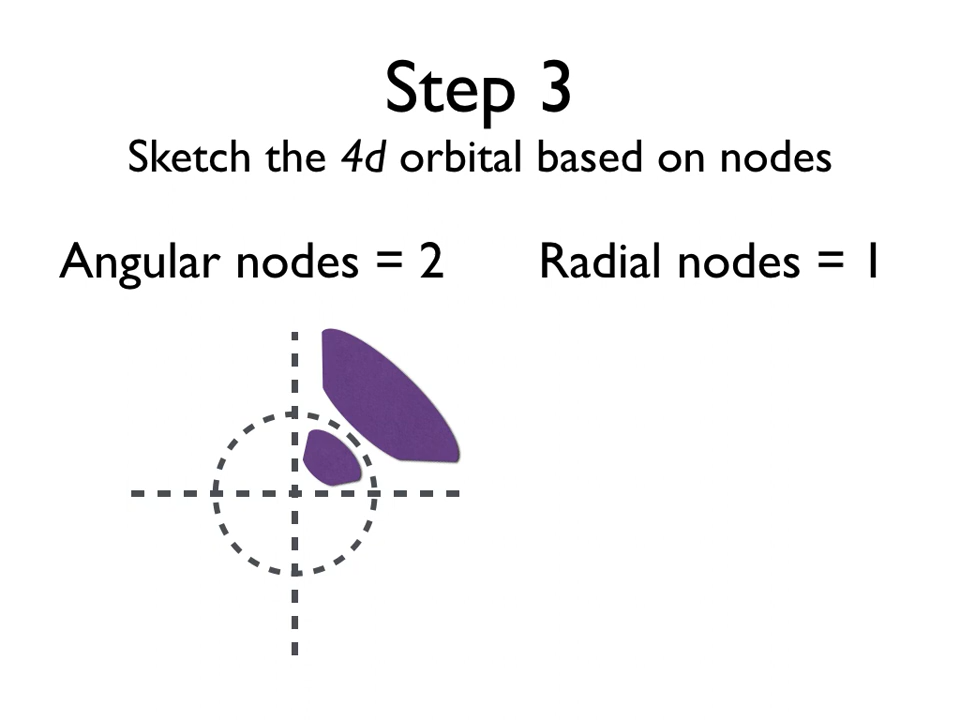 Step 3
Sketch the 4d orbital based on nodes
Angular nodes = 2
Radial nodes = 1